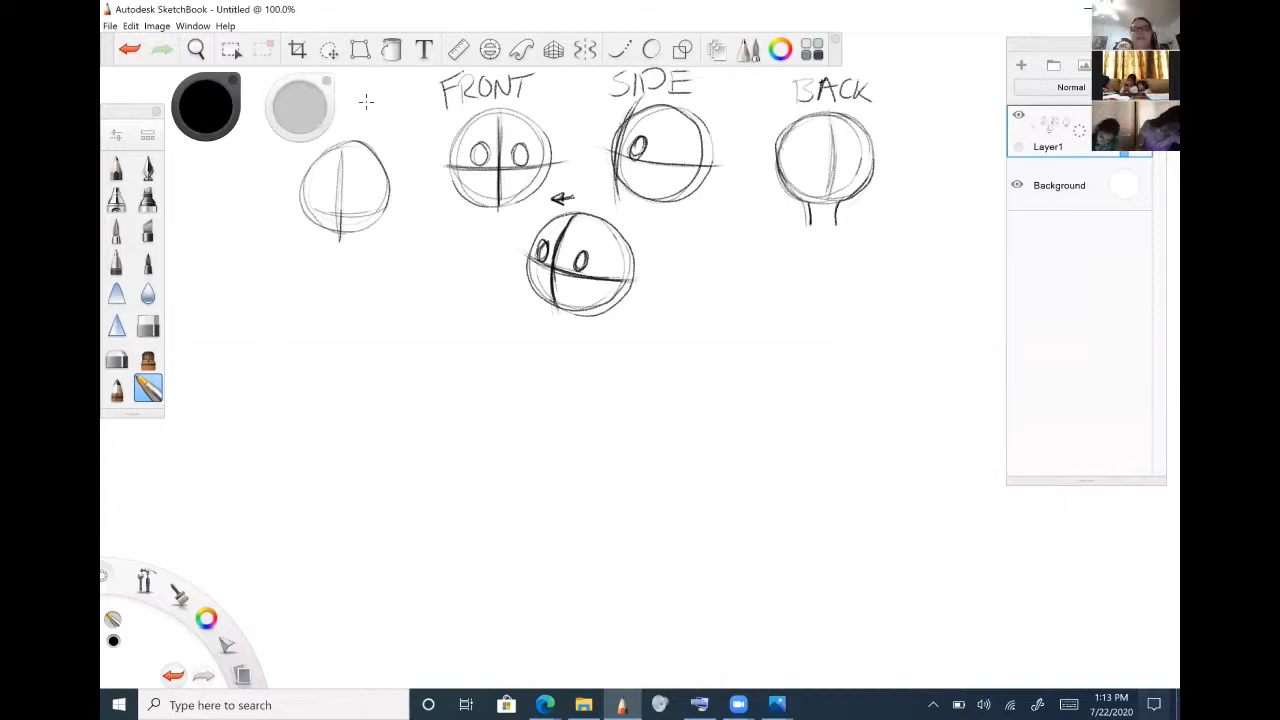 Autodesk SketchBook - Untitled @ 100.0%
File Edit Image Window Help
T
FRONT SIDE BACK
Normal
Layer1
Background
Type here to search
1:13 PM
7/22/2020